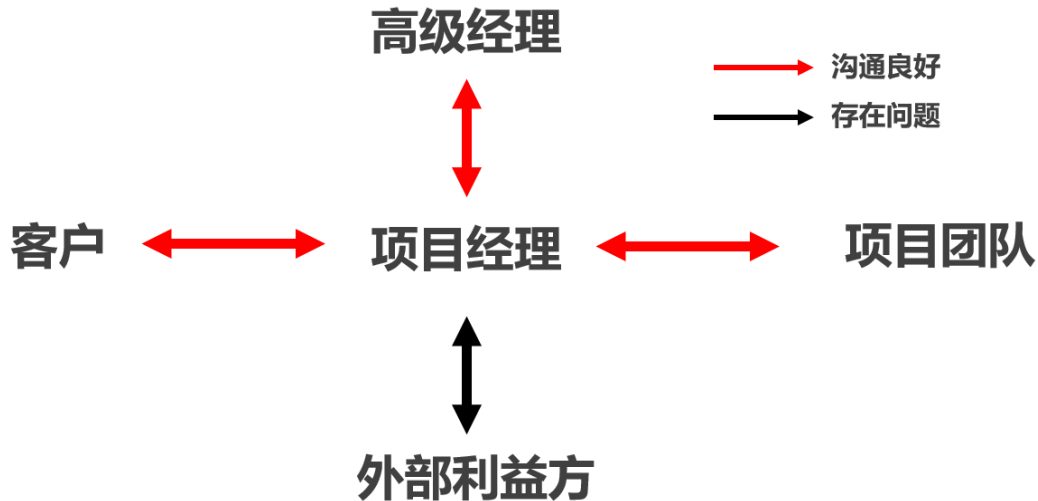 高级经理
沟通良好
存在问题
客户
项目经理
项目团队
外部利益方